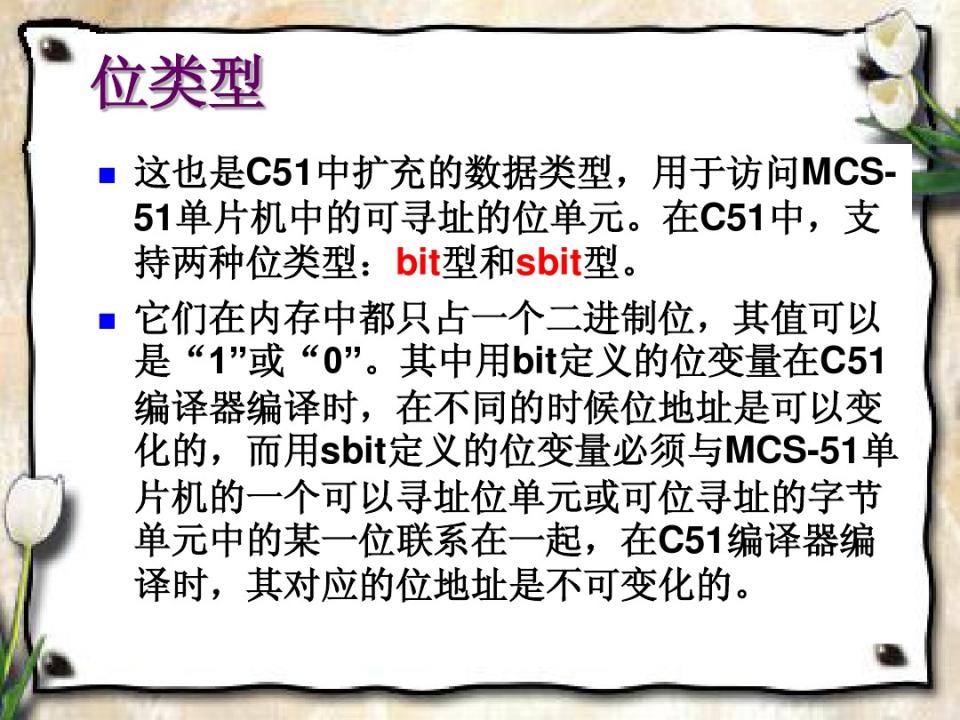 位类型
这也是C51中扩充的数据类型，用于访问MCS-
51单片机中的可寻址的位单元。在C51中，支
持两种位类型：bit型和sbit型。
它们在内存中都只占一个二进制位，其值可以
是“1”或“0”。其中用bit定义的位变量在C51
编译器编译时，在不同的时候位地址是可以变
化的，而用sbit定义的位变量必须与MCS-51单
片机的一个可以寻址位单元或可位寻址的字节
单元中的某一位联系在一起，在C51编译器编
译时，其对应的位地址是不可变化的。